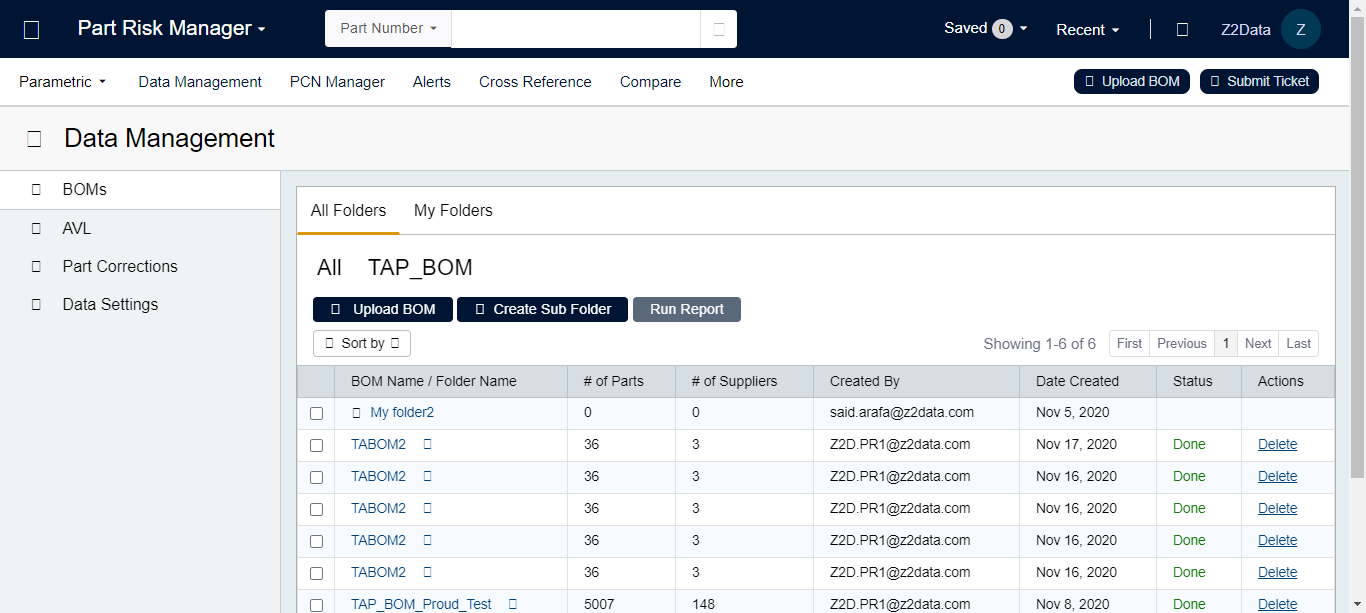 Part Risk Manager Part Number Saved 0 Recent Z2Data Z
Parametric Data Management PCN Manager Alerts Cross Reference Compare More Upload BOM Submit Ticket
Data Management
BOMs
AVL
Part Corrections
Data Settings
All Folders My Folders
All TAP_BOM
Upload BOM Create Sub Folder Run Report
Sort by Showing 1-6 of 6 First Previous 1 Next Last
BOM Name / Folder Name # of Parts # of Suppliers Created By Date Created Status Actions
My folder2 0 0 said.arafa@z2data.com Nov 5, 2020
TABOM2 36 3 Z2D.PR1@z2data.com Nov 17, 2020 Done Delete
TABOM2 36 3 Z2D.PR1@z2data.com Nov 16, 2020 Done Delete
TABOM2 36 3 Z2D.PR1@z2data.com Nov 16, 2020 Done Delete
TABOM2 36 3 Z2D.PR1@z2data.com Nov 16, 2020 Done Delete
TABOM2 36 3 Z2D.PR1@z2data.com Nov 16, 2020 Done Delete
TAP_BOM_Proud_Test 5007 148 Z2D.PR1@z2data.com Nov 8, 2020 Done Delete